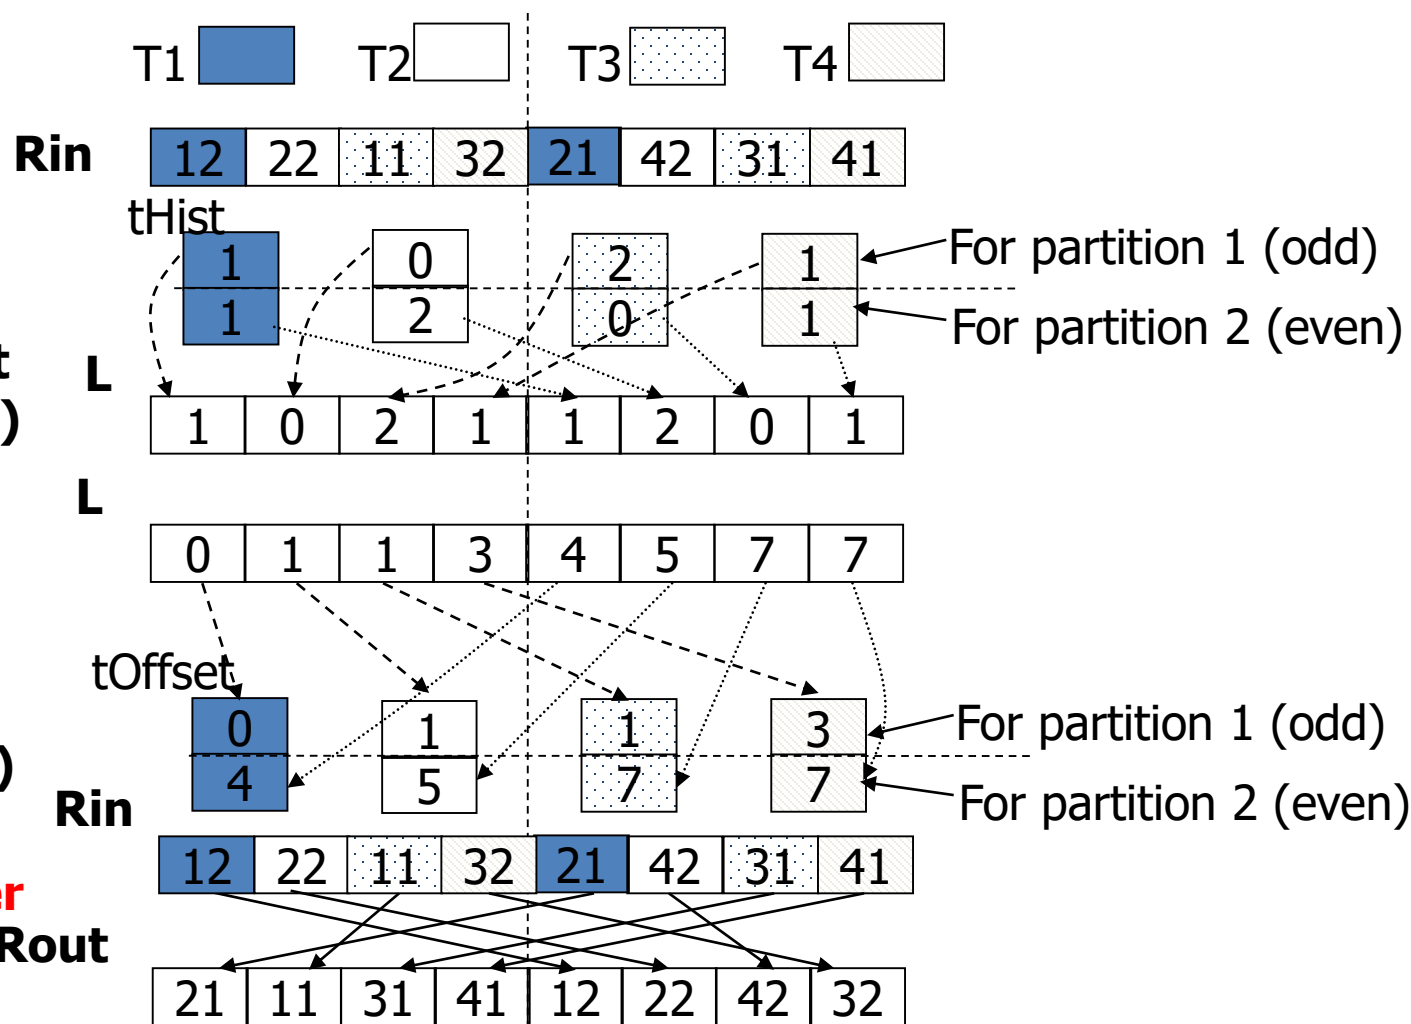 T1 T2 T3 T4
Rin 12 22 11 32 21 42 31 41
tHist
1 0 2 1 For partition 1 (odd)
1 2 0 1 For partition 2 (even)
t
L
)
1 0 2 1 1 2 0 1
L
0 1 1 3 4 5 7 7
tOffset
0 1 1 3 For partition 1 (odd)
)
4 5 7 7 For partition 2 (even)
Rin
12 22 11 32 21 42 31 41
er
Rout
21 11 31 41 12 22 42 32